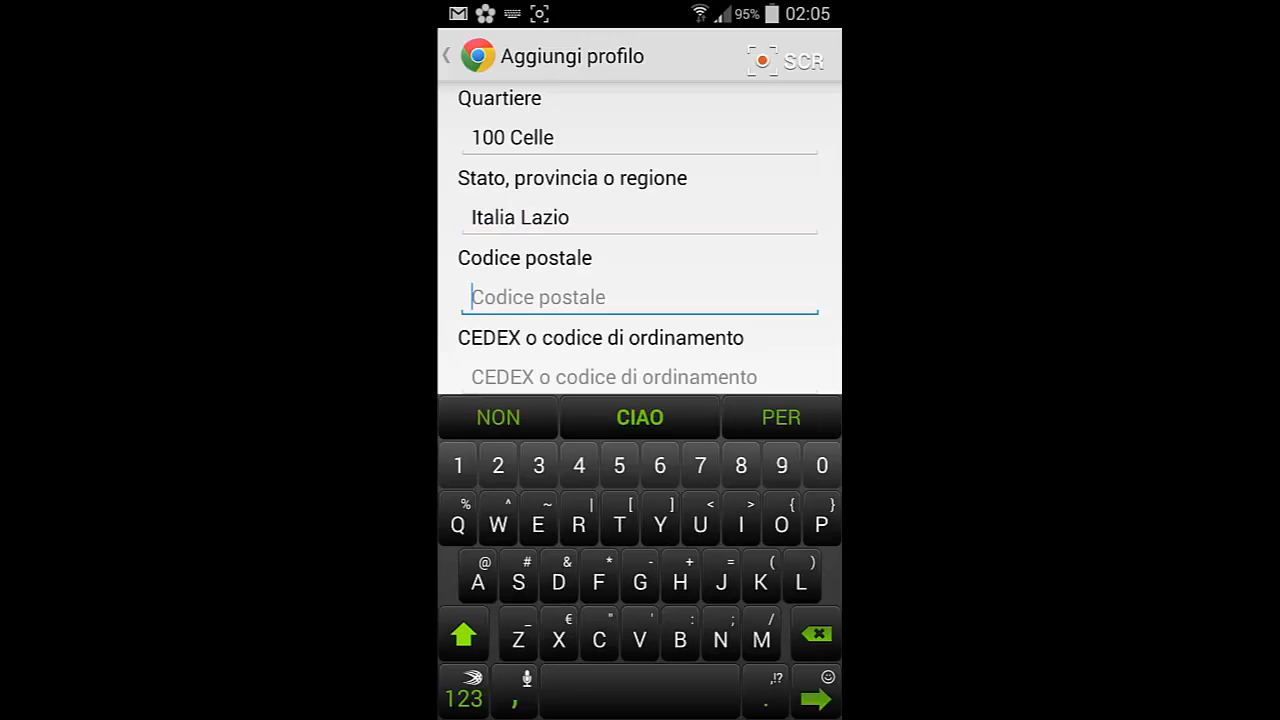 95% 02:05
Aggiungi profilo SCR
Quartiere
100 Celle
Stato, provincia o regione
Italia Lazio
Codice postale
Codice postale
CEDEX o codice di ordinamento
CEDEX o codice di ordinamento
NON CIAO PER
1 2 3 4 5 6 7 8 9 0
% ^ ~ | [ ] < > { }
Q W E R T Y U I O P
@ # & * - + = ( )
A S D F G H J K L
_ € " ' : ; /
Z X C V B N M
,!?
123 , .